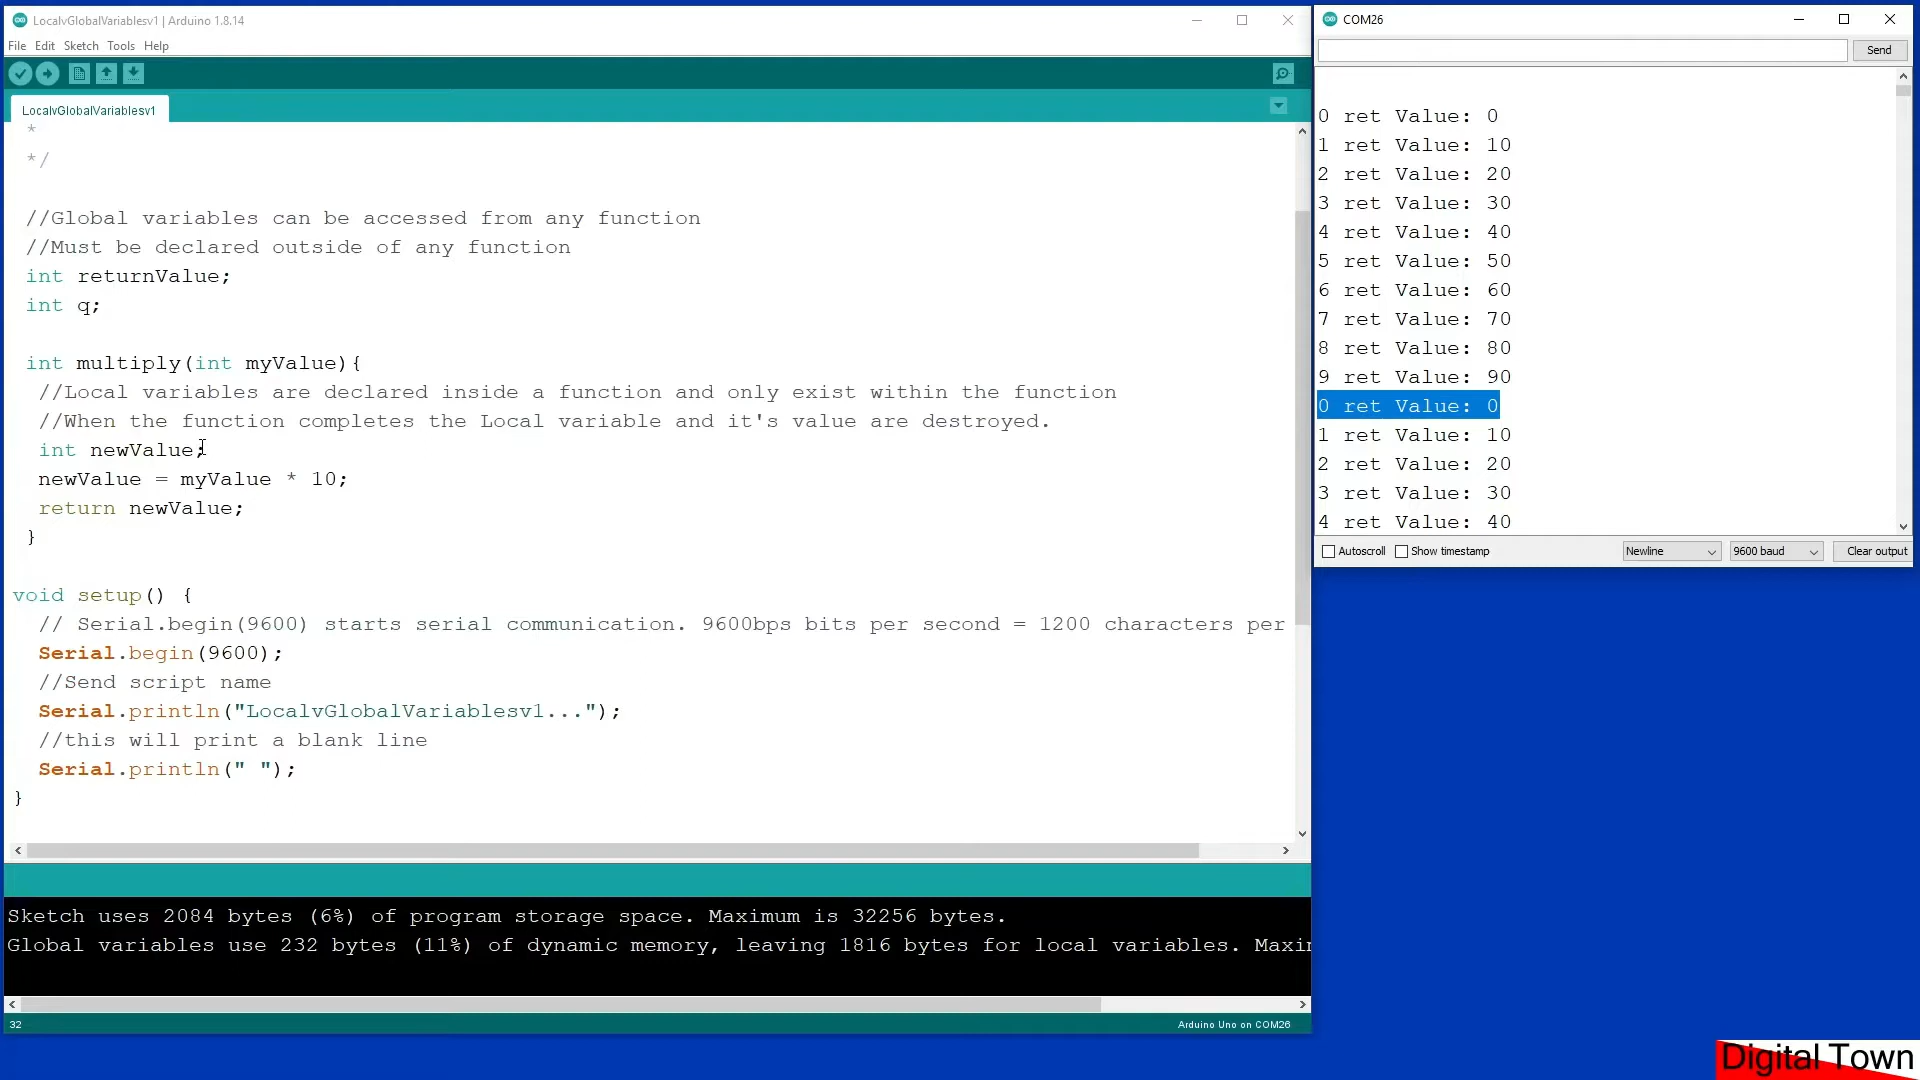 LocalvGlobalVariablesv1 | Arduino 1.8.14
File Edit Sketch Tools Help
LocalvGlobalVariablesv1
*
*/
//Global variables can be accessed from any function
//Must be declared outside of any function
int returnValue;
int q;
int multiply(int myValue){
//Local variables are declared inside a function and only exist within the function
//When the function completes the Local variable and it's value are destroyed.
int newValue;
newValue = myValue * 10;
return newValue;
}
void setup() {
// Serial.begin(9600) starts serial communication. 9600bps bits per second = 1200 characters per
Serial.begin(9600);
//Send script name
Serial.println("LocalvGlobalVariablesv1...");
//this will print a blank line
Serial.println(" ");
}
Sketch uses 2084 bytes (6%) of program storage space. Maximum is 32256 bytes.
Global variables use 232 bytes (11%) of dynamic memory, leaving 1816 bytes for local variables.
32
Arduino Uno on COM26
COM26
Send
0 ret Value: 0
1 ret Value: 10
2 ret Value: 20
3 ret Value: 30
4 ret Value: 40
5 ret Value: 50
6 ret Value: 60
7 ret Value: 70
8 ret Value: 80
9 ret Value: 90
0 ret Value: 0
1 ret Value: 10
2 ret Value: 20
3 ret Value: 30
4 ret Value: 40
Autoscroll Show timestamp Newline 9600 baud Clear output
Digital Town